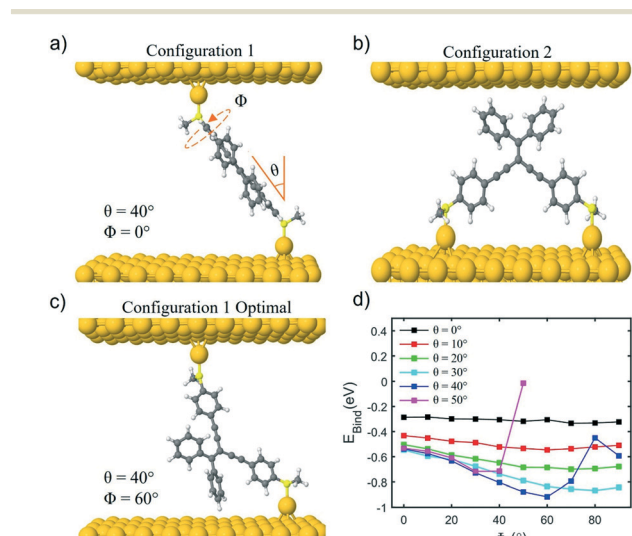 a)
Configuration 1
Φ
θ
θ = 40°
Φ = 0°
b)
Configuration 2
c)
Configuration 1 Optimal
θ = 40°
Φ = 60°
d)
E_Bind(eV)
0.4
0.2
0
-0.2
-0.4
-0.6
-0.8
-1
θ = 0°
θ = 10°
θ = 20°
θ = 30°
θ = 40°
θ = 50°
0 20 40 60 80